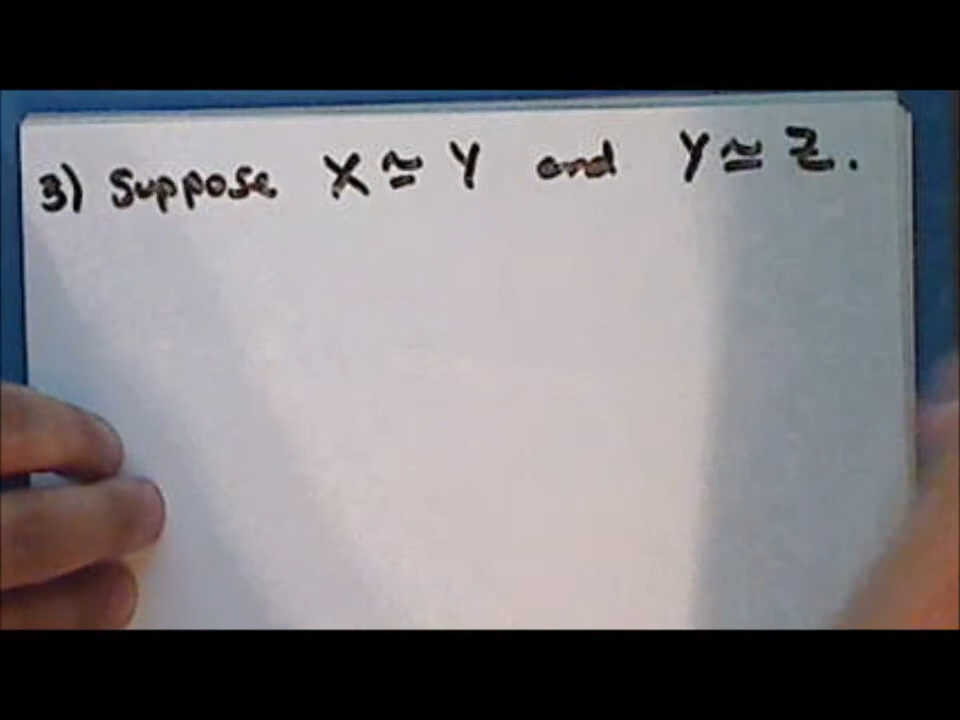 3) Suppose X ≅ Y and Y ≅ Z.